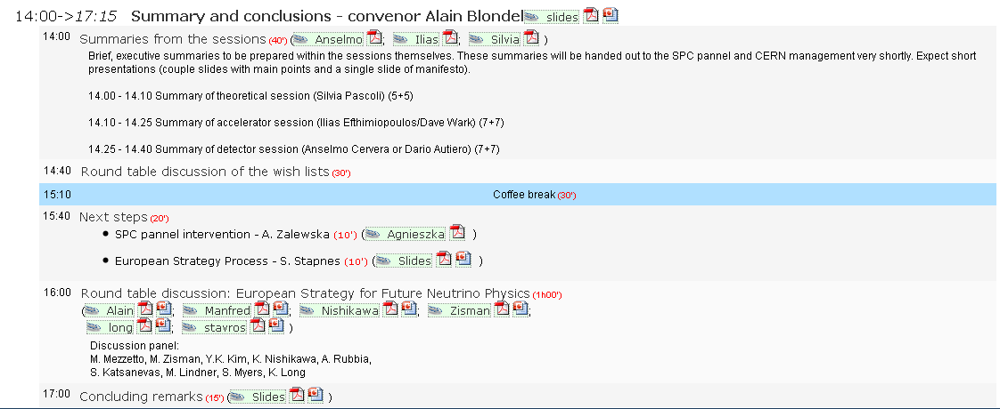 14:00->17:15 Summary and conclusions - convenor Alain Blondel slides
14:00 Summaries from the sessions (40') ( Anselmo ; Ilias ; Silvia )
Brief, executive summaries to be prepared within the sessions themselves. These summaries will be handed out to the SPC pannel and CERN management very shortly. Expect short
presentations (couple slides with main points and a single slide of manifesto).
14.00 - 14.10 Summary of theoretical session (Silvia Pascoli) (5+5)
14.10 - 14.25 Summary of accelerator session (Ilias Efthimiopoulos/Dave Wark) (7+7)
14.25 - 14.40 Summary of detector session (Anselmo Cervera or Dario Autiero) (7+7)
14:40 Round table discussion of the wish lists (30')
15:10 Coffee break (30')
15:40 Next steps (20')
• SPC pannel intervention - A. Zalewska (10') ( Agnieszka )
• European Strategy Process - S. Stapnes (10') ( Slides )
16:00 Round table discussion: European Strategy for Future Neutrino Physics (1h00')
( Alain ; Manfred ; Nishikawa ; Zisman ;
long ; stavros )
Discussion panel:
M. Mezzetto, M. Zisman, Y.K. Kim, K. Nishikawa, A. Rubbia,
S. Katsanevas, M. Lindner, S. Myers, K. Long
17:00 Concluding remarks (15') ( Slides )